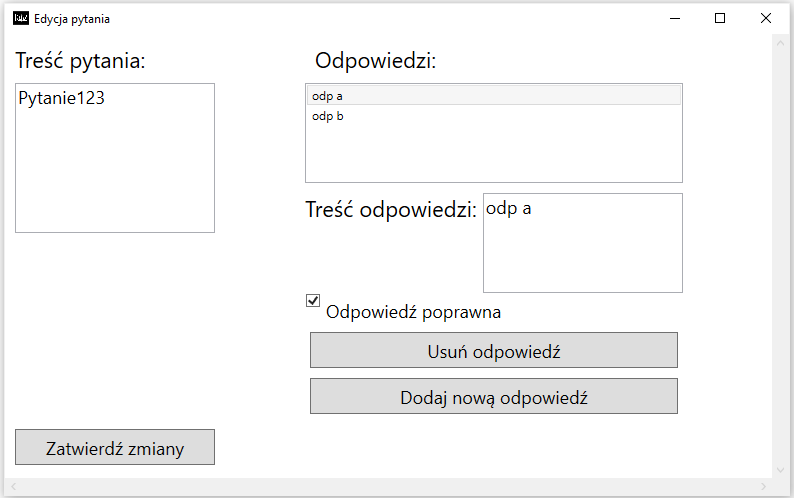 Edycja pytania
Treść pytania:
Pytanie123
Odpowiedzi:
odp a
odp b
Treść odpowiedzi:
odp a
Odpowiedź poprawna
Usuń odpowiedź
Dodaj nową odpowiedź
Zatwierdź zmiany